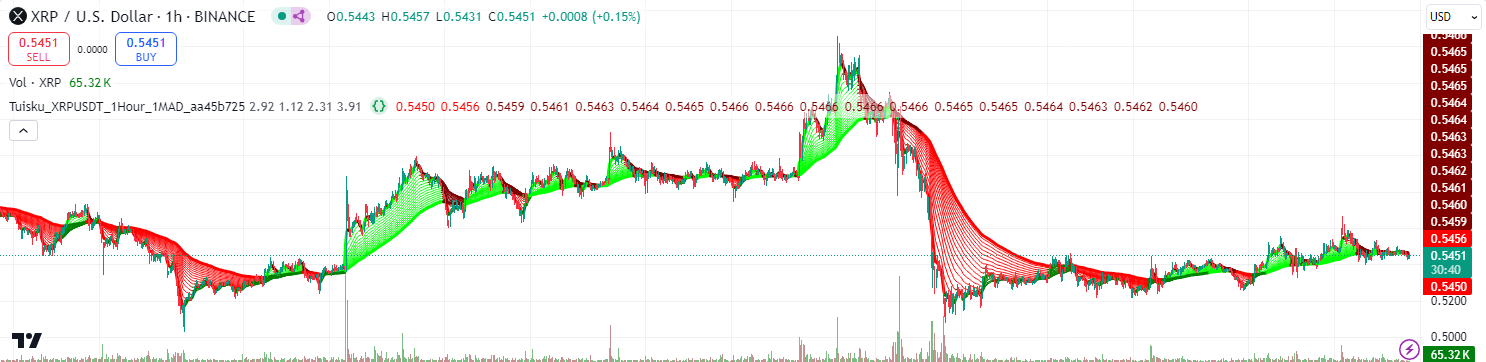 XRP / U.S. Dollar · 1h · BINANCE O0.5443 H0.5457 L0.5431 C0.5451 +0.0008 (+0.15%)
0.5451 SELL 0.0000 0.5451 BUY
Vol · XRP 65.32 K
Tuisku_XRPUSDT_1Hour_1MAD_aa45b725 2.92 1.12 2.31 3.91 0.5450 0.5456 0.5459 0.5461 0.5463 0.5464 0.5465 0.5466 0.5466 0.5466 0.5466 0.5466 0.5465 0.5465 0.5464 0.5463 0.5462 0.5460
USD
0.5465
0.5465
0.5465
0.5464
0.5464
0.5463
0.5463
0.5462
0.5461
0.5460
0.5459
0.5456
0.5451
30:40
0.5450
0.5200
0.5000
65.32 K